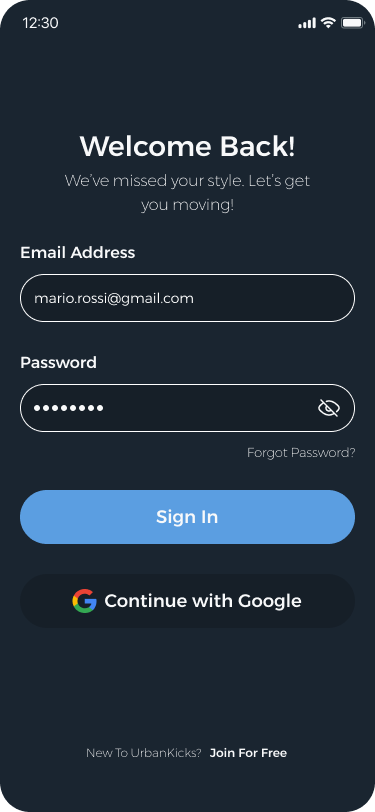 12:30
Welcome Back!
We’ve missed your style. Let’s get
you moving!
Email Address
mario.rossi@gmail.com
Password
••••••••
Forgot Password?
Sign In
Continue with Google
New To UrbanKicks? Join For Free